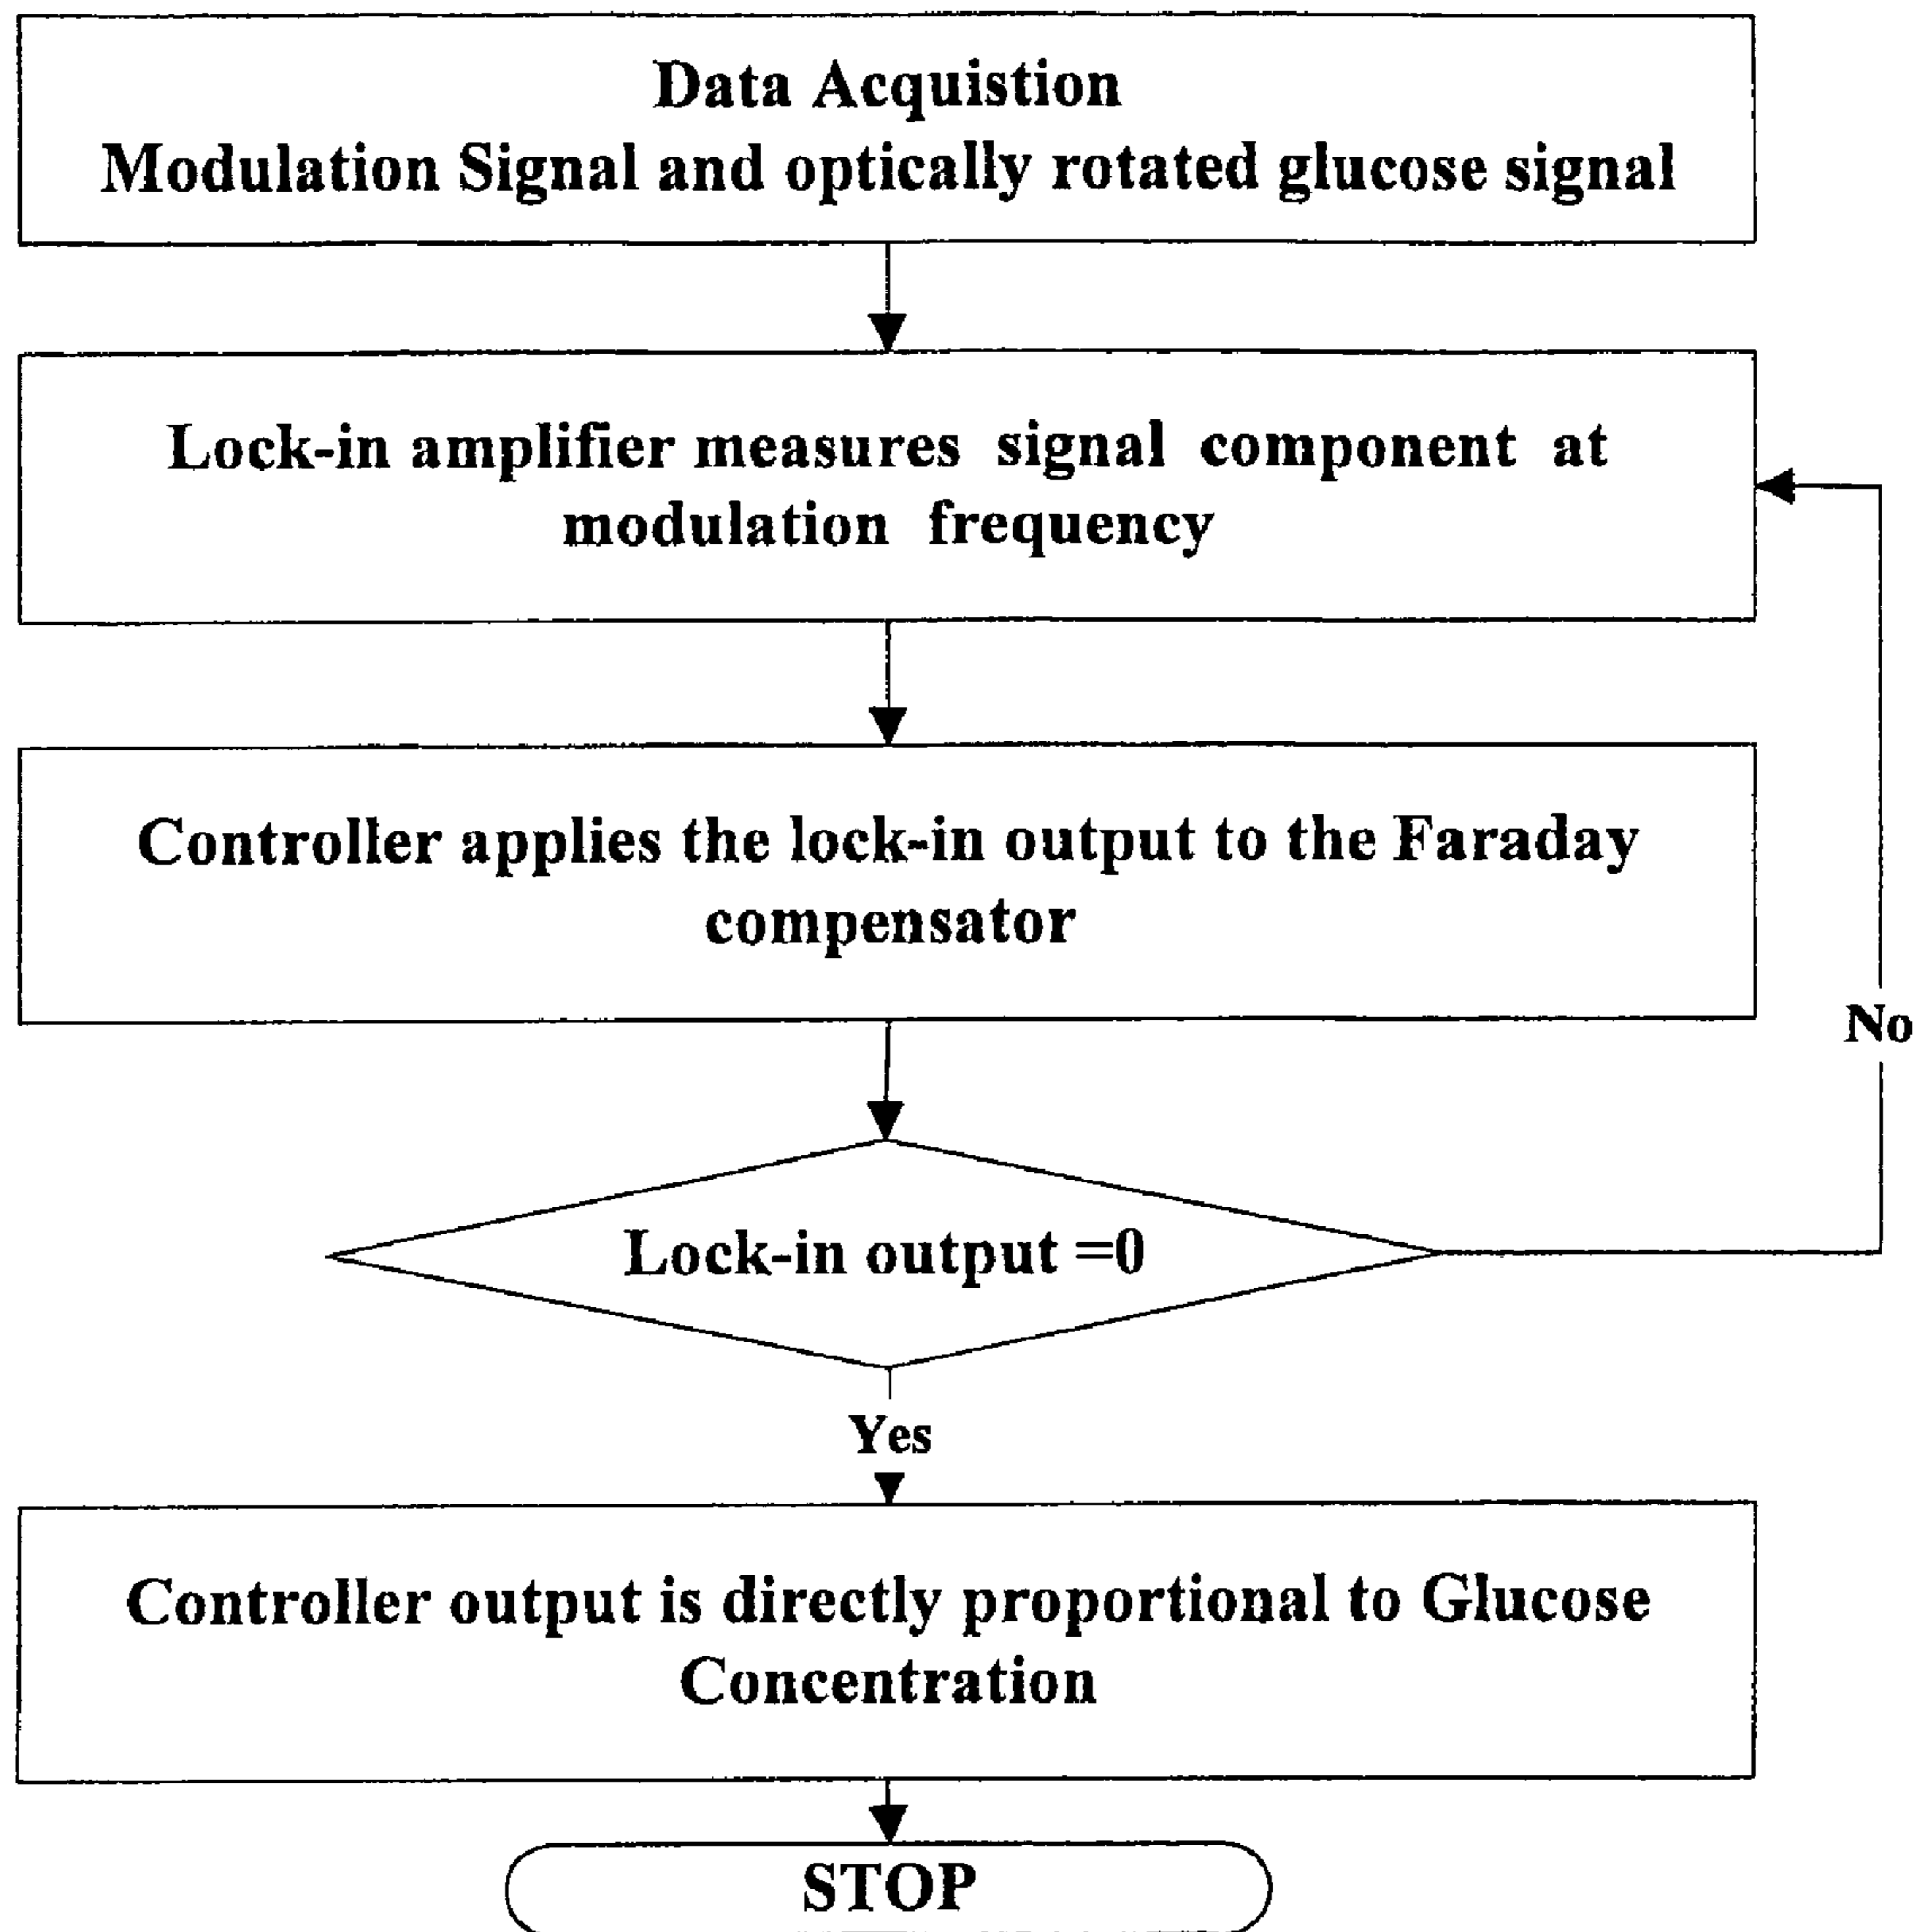 Data Acquistion
Modulation Signal and optically rotated glucose signal
Lock-in amplifier measures signal component at
modulation frequency
Controller applies the lock-in output to the Faraday
compensator
No
Lock-in output =0
Yes
Controller output is directly proportional to Glucose
Concentration
STOP